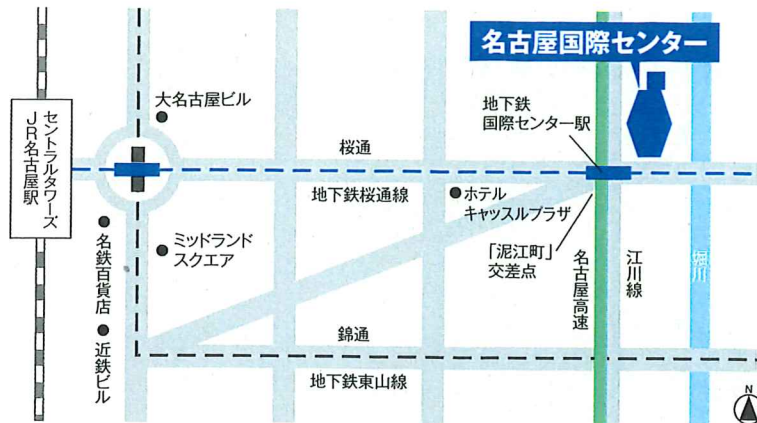 名古屋国際センター
大名古屋ビル
地下鉄
国際センター駅
セントラルタワーズ
JR名古屋駅
桜通
地下鉄桜通線
ホテル
キャッスルプラザ
名鉄百貨店
ミッドランド
スクエア
「泥江町」
交差点
名古屋高速
江川線
堀川
近鉄ビル
錦通
地下鉄東山線
N